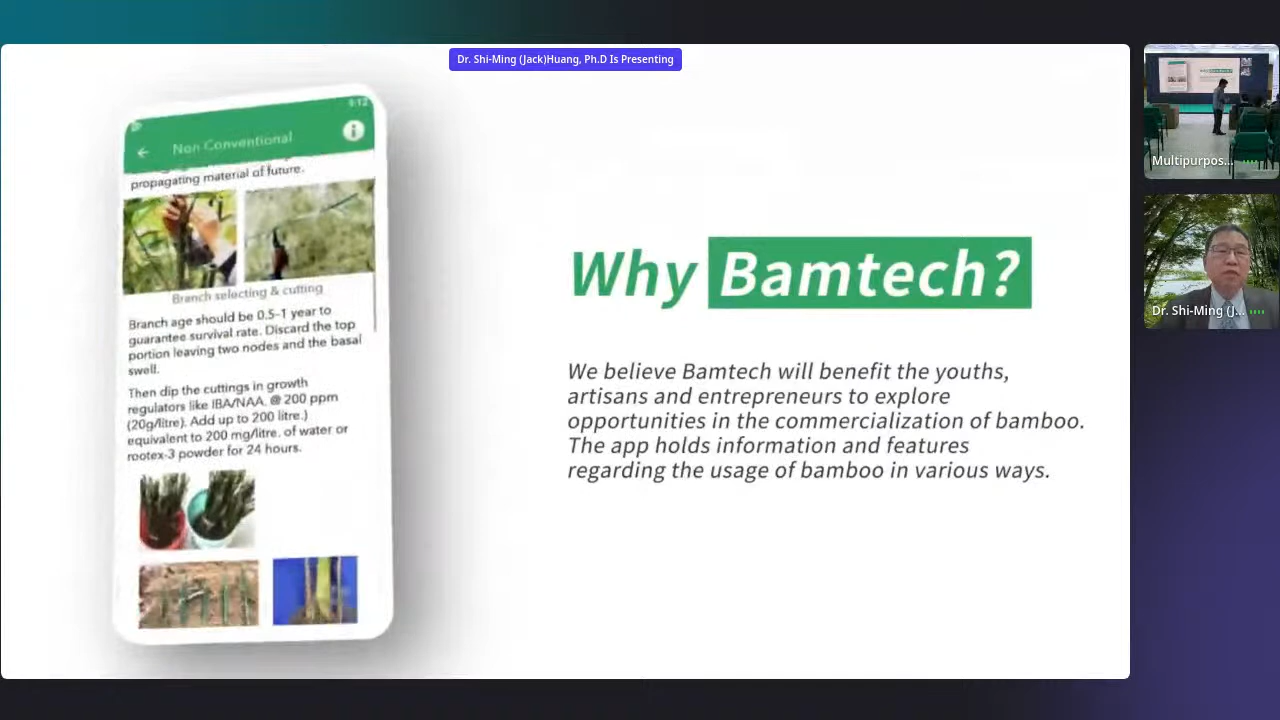 Dr. Shi-Ming (Jack)Huang, Ph.D Is Presenting
9:12
Non Conventional
propagating material of future.
Branch selecting & cutting
Branch age should be 0.5-1 year to
guarantee survival rate. Discard the top
portion leaving two nodes and the basal
swell.
Then dip the cuttings in growth
regulators like IBA/NAA. @ 200 ppm
(20g/litre). Add up to 200 litre.)
equivalent to 200 mg/litre. of water or
rootex-3 powder for 24 hours.
Why Bamtech?
We believe Bamtech will benefit the youths,
artisans and entrepreneurs to explore
opportunities in the commercialization of bamboo.
The app holds information and features
regarding the usage of bamboo in various ways.
Multipurpos...
Dr. Shi-Ming (J...